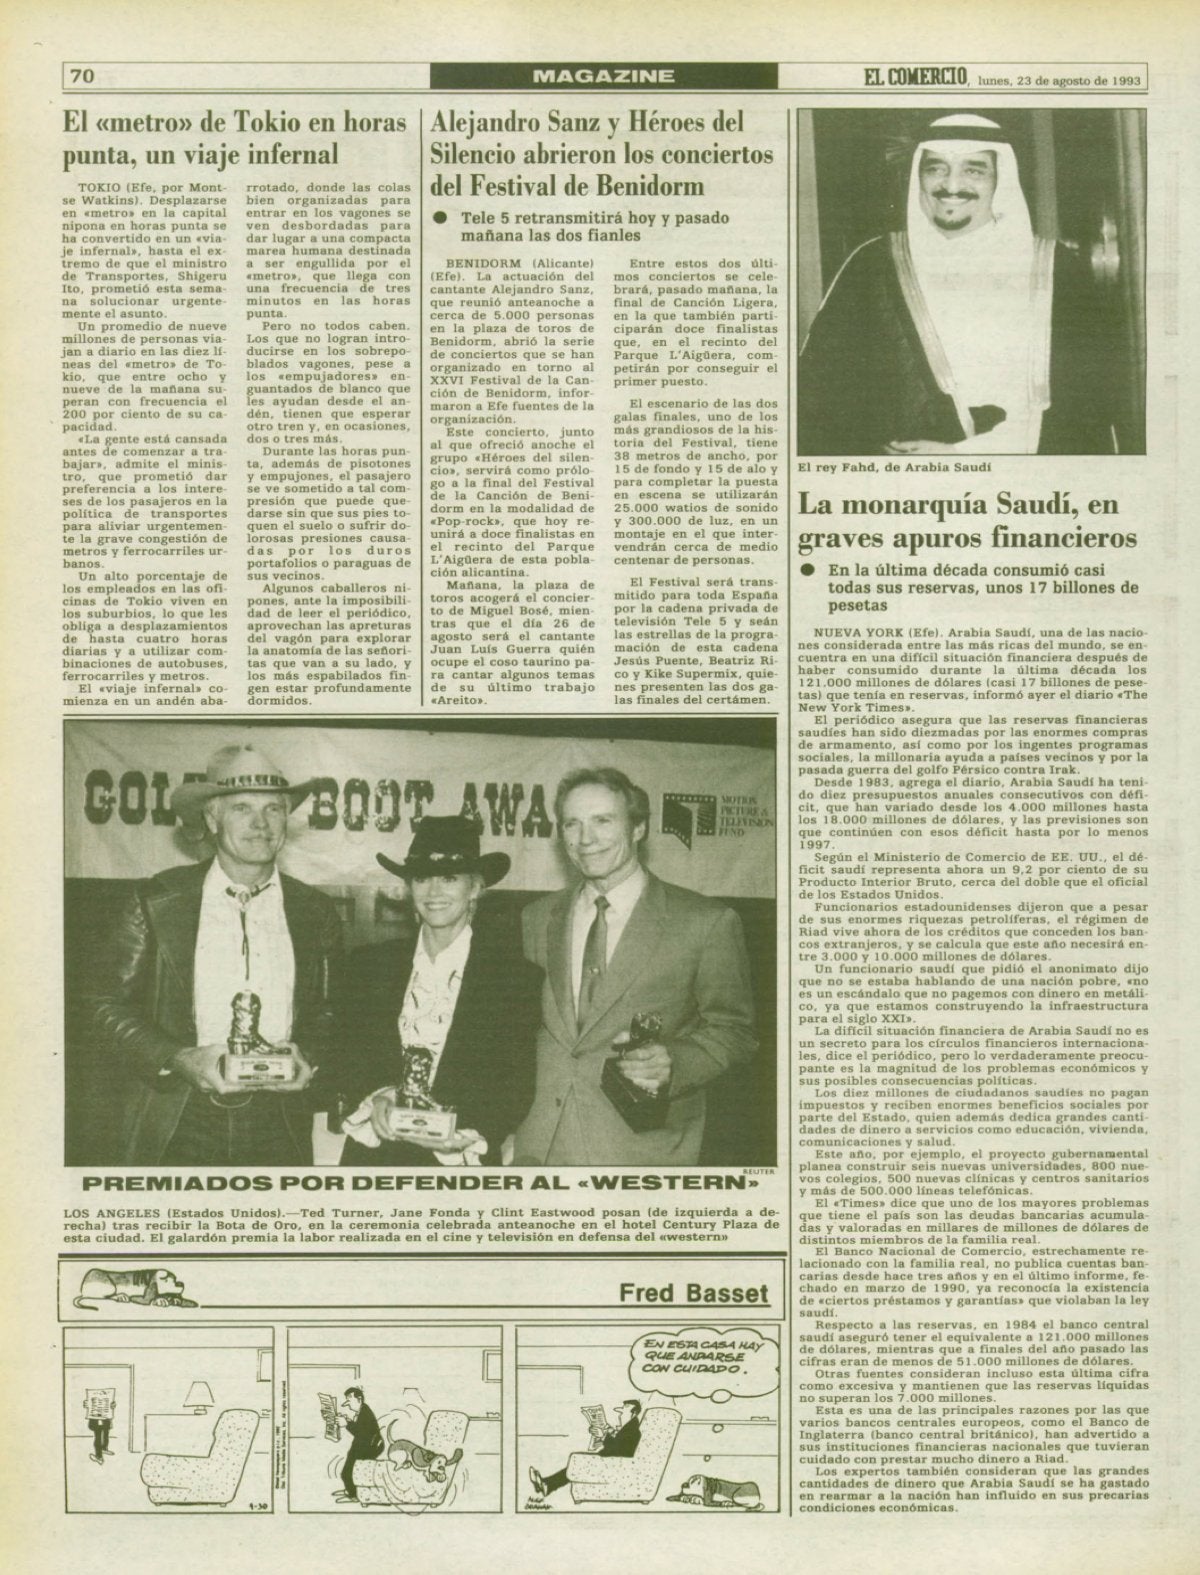 70
MAGAZINE
EL COMERCIO, lunes, 23 de agosto de 1993
El «metro» de Tokio en horas
punta, un viaje infernal
TOKIO (Efe, por Mont-
se Watkins). Desplazarse
en «metro» en la capital
nipona en horas punta se
ha convertido en un «via-
je infernal», hasta el ex-
tremo de que el ministro
de Transportes, Shigeru
Ito, prometió esta sema-
na solucionar urgente-
mente el asunto.
Un promedio de nueve
millones de personas via-
jan a diario en las diez lí-
neas del «metro» de To-
kio, que entre ocho y
nueve de la mañana su-
peran con frecuencia el
200 por ciento de su ca-
pacidad.
«La gente está cansada
antes de comenzar a tra-
bajar», admite el minis-
tro, que prometió dar
preferencia a los intere-
ses de los pasajeros en la
política de transportes
para aliviar urgentemen-
te la grave congestión de
metros y ferrocarriles ur-
banos.
Un alto porcentaje de
los empleados en las ofi-
cinas de Tokio viven en
los suburbios, lo que les
obliga a desplazamientos
de hasta cuatro horas
diarias y a utilizar com-
binaciones de autobuses,
ferrocarriles y metros.
El «viaje infernal» co-
mienza en un andén aba-
rrotado, donde las colas
bien organizadas para
entrar en los vagones se
ven desbordadas para
dar lugar a una compacta
marea humana destinada
a ser engullida por el
«metro», que llega con
una frecuencia de tres
minutos en las horas
punta.
Pero no todos caben.
Los que no logran intro-
ducirse en los sobrepo-
blados vagones, pese a
los «empujadores» en-
guantados de blanco que
les ayudan desde el an-
dén, tienen que esperar
otro tren y, en ocasiones,
dos o tres más.
Durante las horas pun-
ta, además de pisotones
y empujones, el pasajero
se ve sometido a tal com-
presión que puede que-
darse sin que sus pies to-
quen el suelo o sufrir do-
lorosas presiones causa-
das por los duros
portafolios o paraguas de
sus vecinos.
Algunos caballeros ni-
pones, ante la imposibili-
dad de leer el periódico,
aprovechan las apreturas
del vagón para explorar
la anatomía de las señori-
tas que van a su lado, y
los más espabilados fin-
gen estar profundamente
dormidos.
Alejandro Sanz y Héroes del
Silencio abrieron los conciertos
del Festival de Benidorm
● Tele 5 retransmitirá hoy y pasado
mañana las dos fianles
BENIDORM (Alicante)
(Efe). La actuación del
cantante Alejandro Sanz,
que reunió anteanoche a
cerca de 5.000 personas
en la plaza de toros de
Benidorm, abrió la serie
de conciertos que se han
organizado en torno al
XXVI Festival de la Can-
ción de Benidorm, infor-
maron a Efe fuentes de la
organización.
Este concierto, junto
al que ofreció anoche el
grupo «Héroes del silen-
cio», servirá como prólo-
go a la final del Festival
de la Canción de Beni-
dorm en la modalidad de
«Pop-rock», que hoy re-
unirá a doce finalistas en
el recinto del Parque
L'Aigüera de esta pobla-
ción alicantina.
Mañana, la plaza de
toros acogerá el concier-
to de Miguel Bosé, mien-
tras que el día 26 de
agosto será el cantante
Juan Luís Guerra quién
ocupe el coso taurino pa-
ra cantar algunos temas
de su último trabajo
«Areito».
Entre estos dos últi-
mos conciertos se cele-
brará, pasado mañana, la
final de Canción Ligera,
en la que también parti-
ciparán doce finalistas
que, en el recinto del
Parque L'Aigüera, com-
petirán por conseguir el
primer puesto.
El escenario de las dos
galas finales, uno de los
más grandiosos de la his-
toria del Festival, tiene
38 metros de ancho, por
15 de fondo y 15 de alo y
para completar la puesta
en escena se utilizarán
25.000 watios de sonido
y 300.000 de luz, en un
montaje en el que inter-
vendrán cerca de medio
centenar de personas.
El Festival será trans-
mitido para toda España
por la cadena privada de
televisión Tele 5 y seán
las estrellas de la progra-
mación de esta cadena
Jesús Puente, Beatriz Ri-
co y Kike Supermix, quie-
nes presenten las dos ga-
las finales del certámen.
El rey Fahd, de Arabia Saudí
La monarquía Saudí, en
graves apuros financieros
● En la última década consumió casi
todas sus reservas, unos 17 billones de
pesetas
NUEVA YORK (Efe). Arabia Saudí, una de las nacio-
nes considerada entre las más ricas del mundo, se en-
cuentra en una difícil situación financiera después de
haber consumido durante la última década los
121.000 millones de dólares (casi 17 billones de pese-
tas) que tenía en reservas, informó ayer el diario «The
New York Times».
El periódico asegura que las reservas financieras
saudíes han sido diezmadas por las enormes compras
de armamento, así como por los ingentes programas
sociales, la millonaria ayuda a países vecinos y por la
pasada guerra del golfo Pérsico contra Irak.
Desde 1983, agrega el diario, Arabia Saudí ha teni-
do diez presupuestos anuales consecutivos con défi-
cit, que han variado desde los 4.000 millones hasta
los 18.000 millones de dólares, y las previsiones son
que continúen con esos déficit hasta por lo menos
1997.
Según el Ministerio de Comercio de EE. UU., el dé-
ficit saudí representa ahora un 9,2 por ciento de su
Producto Interior Bruto, cerca del doble que el oficial
de los Estados Unidos.
Funcionarios estadounidenses dijeron que a pesar
de sus enormes riquezas petrolíferas, el régimen de
Riad vive ahora de los créditos que conceden los ban-
cos extranjeros, y se calcula que este año necesirá en-
tre 3.000 y 10.000 millones de dólares.
Un funcionario saudí que pidió el anonimato dijo
que no se estaba hablando de una nación pobre, «no
es un escándalo que no pagemos con dinero en metáli-
co, ya que estamos construyendo la infraestructura
para el siglo XXI».
La difícil situación financiera de Arabia Saudí no es
un secreto para los círculos financieros internaciona-
les, dice el periódico, pero lo verdaderamente preocu-
pante es la magnitud de los problemas económicos y
sus posibles consecuencias políticas.
Los diez millones de ciudadanos saudíes no pagan
impuestos y reciben enormes beneficios sociales por
parte del Estado, quien además dedica grandes canti-
dades de dinero a servicios como educación, vivienda,
comunicaciones y salud.
Este año, por ejemplo, el proyecto gubernamental
planea construir seis nuevas universidades, 800 nue-
vos colegios, 500 nuevas clínicas y centros sanitarios
y más de 500.000 líneas telefónicas.
El «Times» dice que uno de los mayores problemas
que tiene el país son las deudas bancarias acumula-
das y valoradas en millares de millones de dólares de
distintos miembros de la familia real.
El Banco Nacional de Comercio, estrechamente re-
lacionado con la familia real, no publica cuentas ban-
carias desde hace tres años y en el último informe, fe-
chado en marzo de 1990, ya reconocía la existencia
de «ciertos préstamos y garantías» que violaban la ley
saudí.
Respecto a las reservas, en 1984 el banco central
saudí aseguró tener el equivalente a 121.000 millones
de dólares, mientras que a finales del año pasado las
cifras eran de menos de 51.000 millones de dólares.
Otras fuentes consideran incluso esta última cifra
como excesiva y mantienen que las reservas líquidas
no superan los 7.000 millones.
Esta es una de las principales razones por las que
varios bancos centrales europeos, como el Banco de
Inglaterra (banco central británico), han advertido a
sus instituciones financieras nacionales que tuvieran
cuidado con prestar mucho dinero a Riad.
Los expertos también consideran que las grandes
cantidades de dinero que Arabia Saudí se ha gastado
en rearmar a la nación han influido en sus precarias
condiciones económicas.
GOL BOOT AWA
MOTION
PICTURE &
TELEVISION
FUND
REUTER
PREMIADOS POR DEFENDER AL «WESTERN»
LOS ANGELES (Estados Unidos).—Ted Turner, Jane Fonda y Clint Eastwood posan (de izquierda a de-
recha) tras recibir la Bota de Oro, en la ceremonia celebrada anteanoche en el hotel Century Plaza de
esta ciudad. El galardón premia la labor realizada en el cine y televisión en defensa del «western»
Fred Basset
EN ESTA CASA HAY
QUE ANDARSE
CON CUIDADO.
4-30
ALEX
GRAHAM